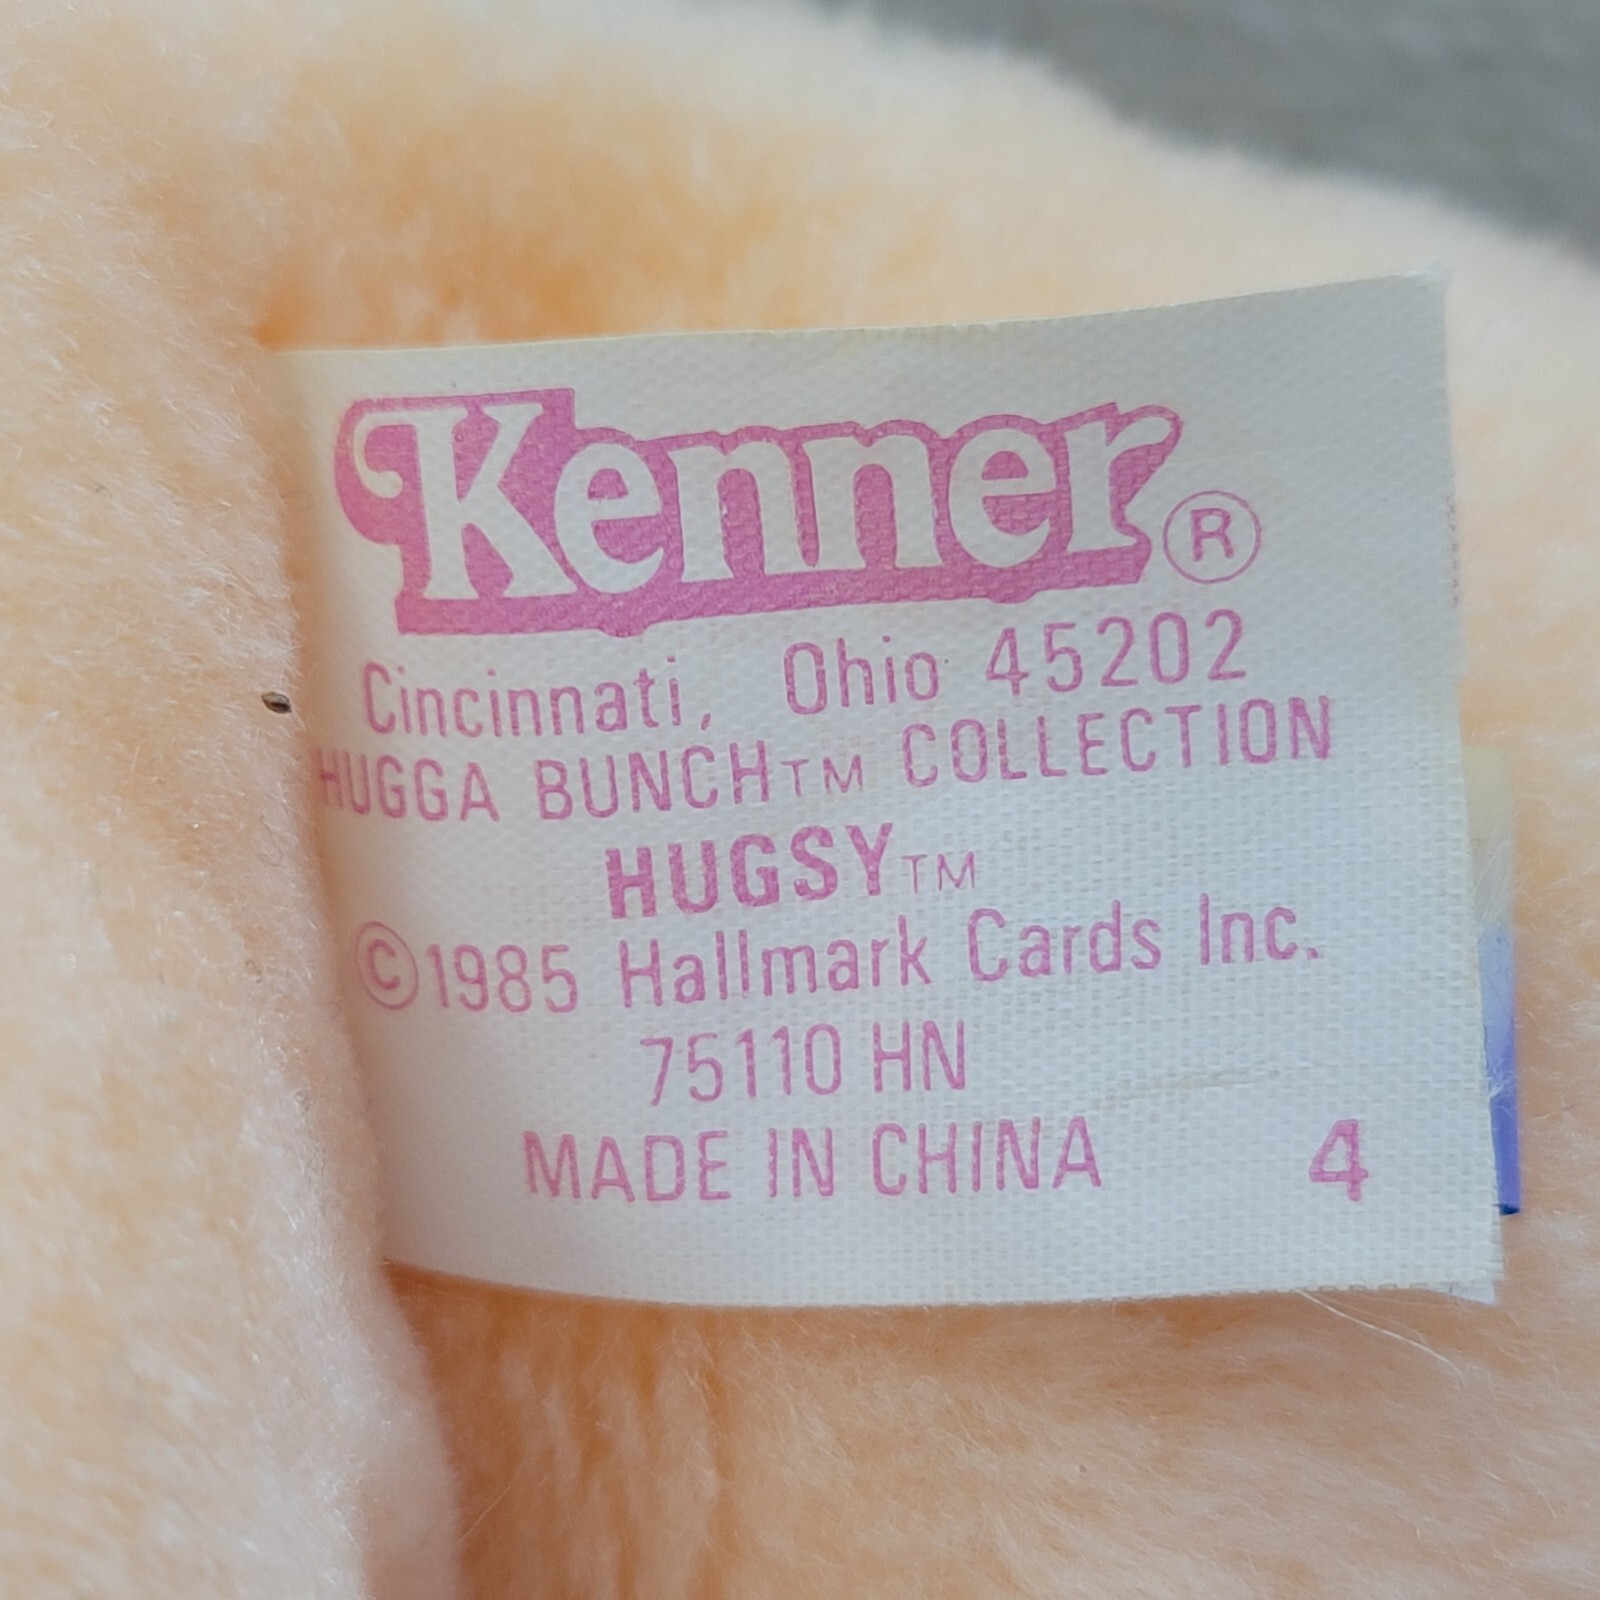 Kenner®
Cincinnati, Ohio 45202
HUGGA BUNCH™ COLLECTION
HUGSY™
©1985 Hallmark Cards Inc.
75110 HN
MADE IN CHINA 4